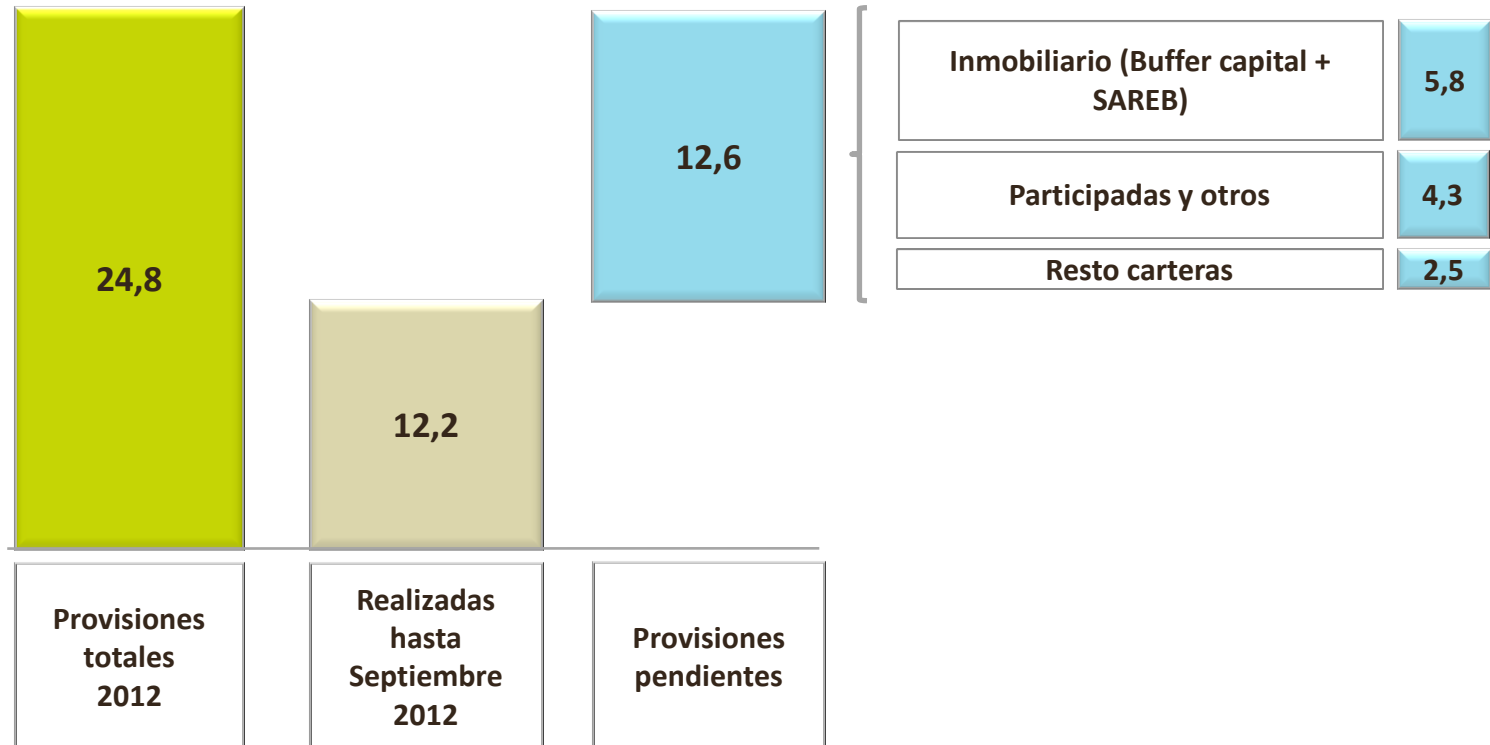 24,8
12,2
12,6
Inmobiliario (Buffer capital +
SAREB)
5,8
Participadas y otros
4,3
Resto carteras
2,5
Provisiones
totales
2012
Realizadas
hasta
Septiembre
2012
Provisiones
pendientes